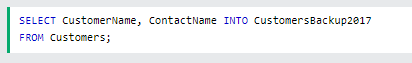 SELECT CustomerName, ContactName INTO CustomersBackup2017
FROM Customers;